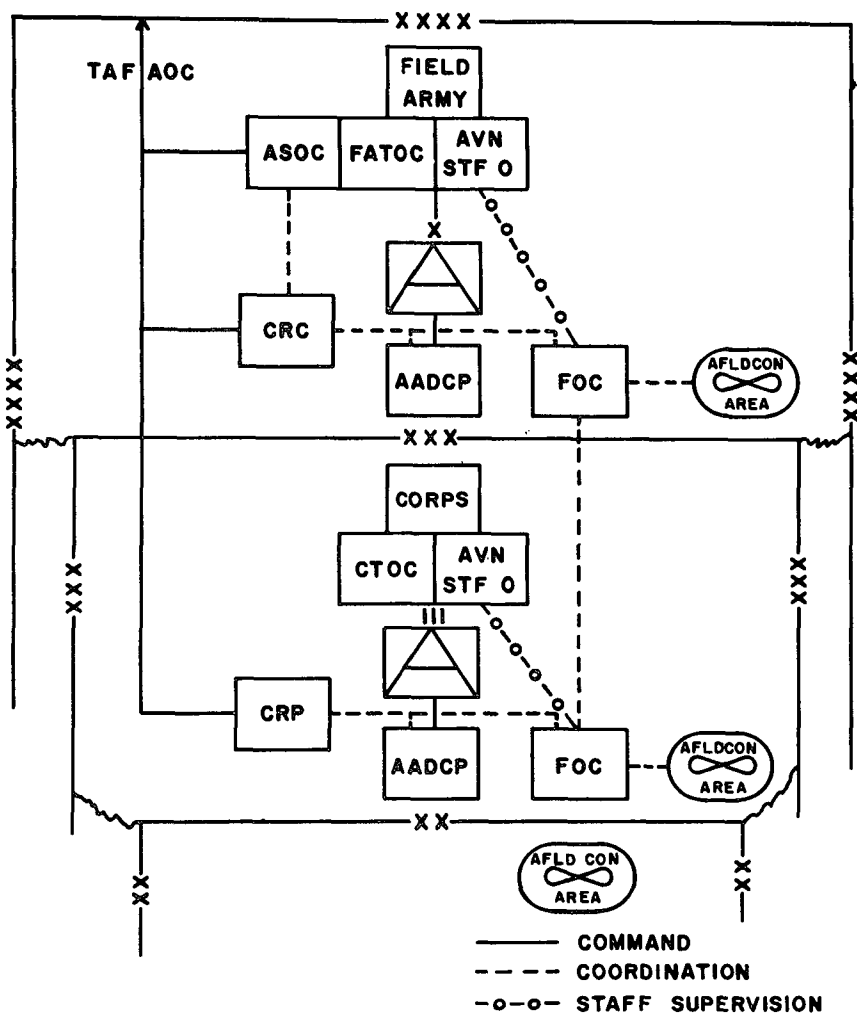 XXXX
TAF AOC
FIELD
ARMY
ASOC
FATOC
AVN
STF O
X
CRC
AADCP
FOC
AFLDCON
AREA
XXXX
XXXX
XXX
CORPS
CTOC
AVN
STF O
III
XXX
XXX
CRP
AADCP
FOC
AFLDCON
AREA
XX
AFLD CON
AREA
XX
XX
COMMAND
COORDINATION
STAFF SUPERVISION